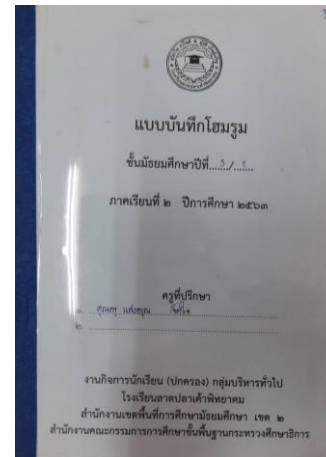 แบบบันทึกโฮมรูม
ชั้นมัธยมศึกษาปีที่ /
ภาคเรียนที่ ๒ ปีการศึกษา ๒๕๖๓
ครูที่ปรึกษา
๑.
๒.
งานกิจการนักเรียน (ปกครอง) กลุ่มบริหารทั่วไป
โรงเรียนลาดปลาเค้าพิทยาคม
สำนักงานเขตพื้นที่การศึกษามัธยมศึกษา เขต ๒
สำนักงานคณะกรรมการการศึกษาขั้นพื้นฐานกระทรวงศึกษาธิการ